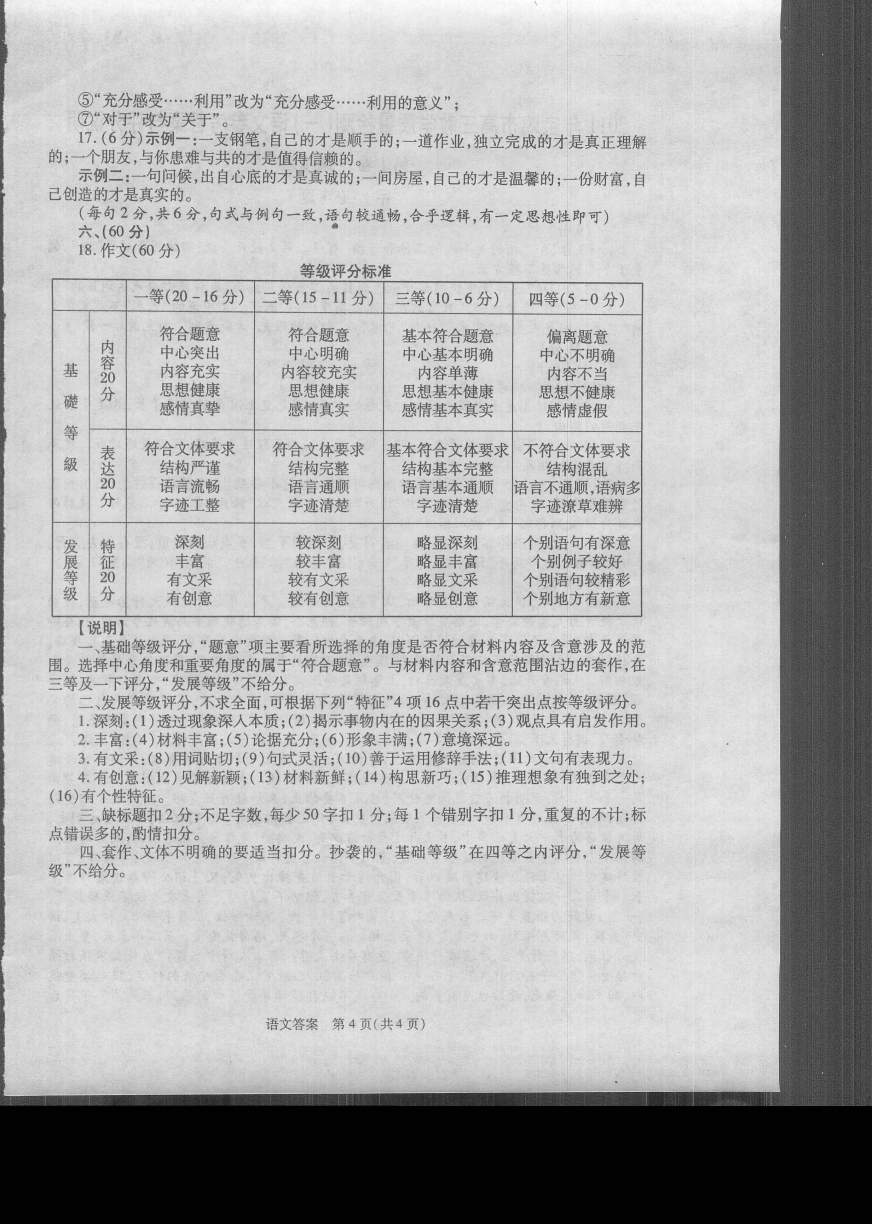 ⑤“充分感受……利用”改为“充分感受……利用的意义”；
⑦“对于”改为“关于”。
17.(6分)示例一:一支钢笔,自己的才是顺手的;一道作业,独立完成的才是真正理解
的;一个朋友,与你患难与共的才是值得信赖的。
示例二:一句问候,出自心底的才是真诚的;一间房屋,自己的才是温馨的;一份财富,自
己创造的才是真实的。
(每句2分,共6分,句式与例句一致,语句较通畅,合乎逻辑,有一定思想性即可)
六、(60分)
18.作文(60分)
等级评分标准
一等(20-16分) 二等(15-11分) 三等(10-6分) 四等(5-0分)
基礎等級
内容20分
符合题意 符合题意 基本符合题意 偏离题意
中心突出 中心明确 中心基本明确 中心不明确
内容充实 内容较充实 内容单薄 内容不当
思想健康 思想健康 思想基本健康 思想不健康
感情真挚 感情真实 感情基本真实 感情虚假
表达20分
符合文体要求 符合文体要求 基本符合文体要求 不符合文体要求
结构严谨 结构完整 结构基本完整 结构混乱
语言流畅 语言通顺 语言基本通顺 语言不通顺,语病多
字迹工整 字迹清楚 字迹清楚 字迹潦草难辨
发展等级
特征20分
深刻 较深刻 略显深刻 个别语句有深意
丰富 较丰富 略显丰富 个别例子较好
有文采 较有文采 略显文采 个别语句较精彩
有创意 较有创意 略显创意 个别地方有新意
【说明】
一、基础等级评分,“题意”项主要看所选择的角度是否符合材料内容及含意涉及的范
围。选择中心角度和重要角度的属于“符合题意”。与材料内容和含意范围沾边的套作,在
三等及一下评分,“发展等级”不给分。
二、发展等级评分,不求全面,可根据下列“特征”4项16点中若干突出点按等级评分。
1.深刻:(1)透过现象深人本质;(2)揭示事物内在的因果关系;(3)观点具有启发作用。
2.丰富:(4)材料丰富;(5)论据充分;(6)形象丰满;(7)意境深远。
3.有文采:(8)用词贴切;(9)句式灵活;(10)善于运用修辞手法;(11)文句有表现力。
4.有创意:(12)见解新颖;(13)材料新鲜;(14)构思新巧;(15)推理想象有独到之处;
(16)有个性特征。
三、缺标题扣2分;不足字数,每少50字扣1分;每1个错别字扣1分,重复的不计;标
点错误多的,酌情扣分。
四、套作、文体不明确的要适当扣分。抄袭的,“基础等级”在四等之内评分,“发展等
级”不给分。
语文答案 第4页(共4页)